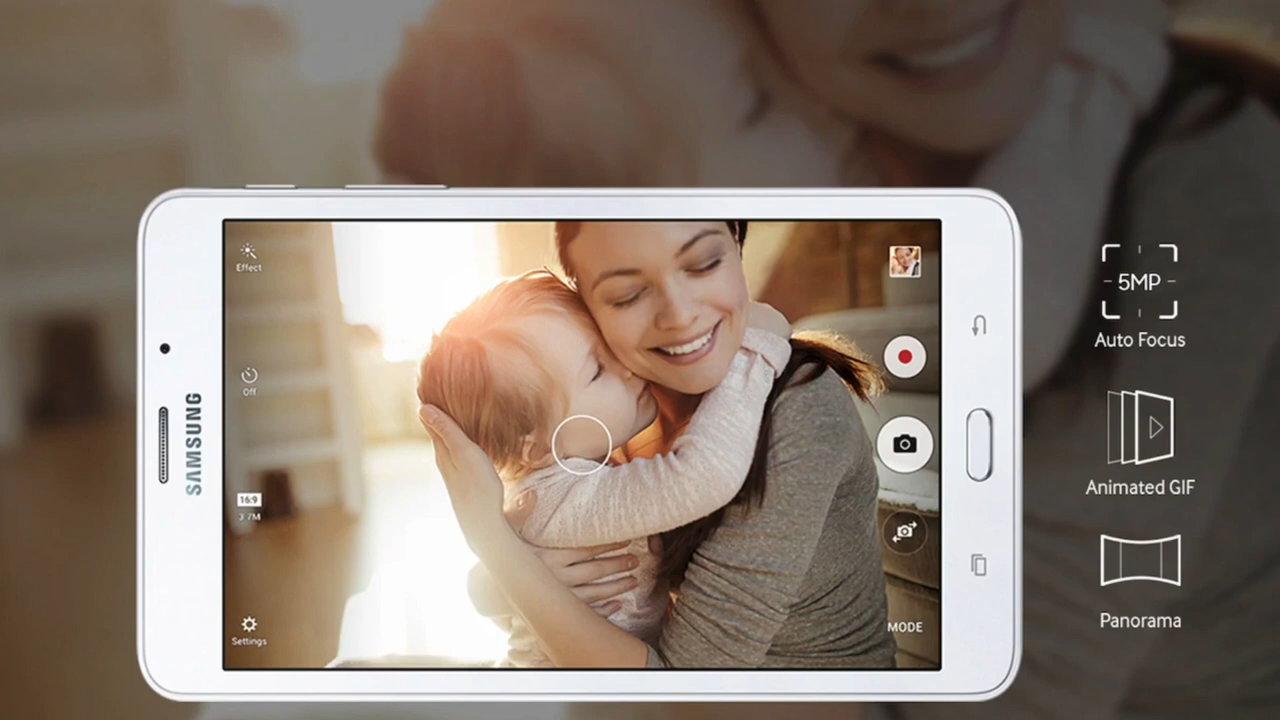 Effect
Off
16:9
3.7M
Settings
SAMSUNG
MODE
5MP
Auto Focus
Animated GIF
Panorama